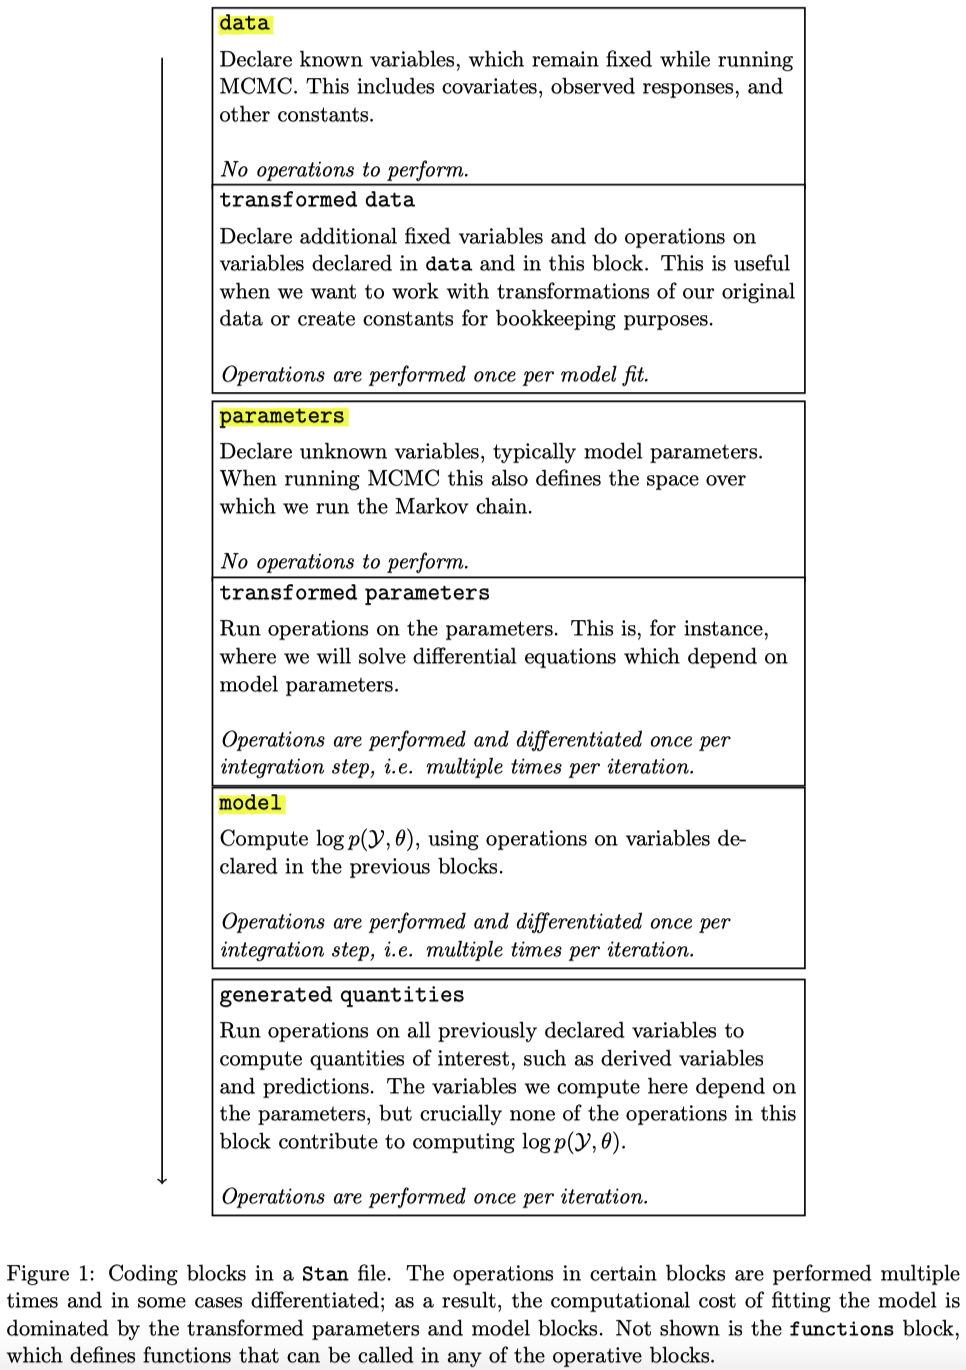 data
Declare known variables, which remain fixed while running
MCMC. This includes covariates, observed responses, and
other constants.
No operations to perform.
transformed data
Declare additional fixed variables and do operations on
variables declared in data and in this block. This is useful
when we want to work with transformations of our original
data or create constants for bookkeeping purposes.
Operations are performed once per model fit.
parameters
Declare unknown variables, typically model parameters.
When running MCMC this also defines the space over
which we run the Markov chain.
No operations to perform.
transformed parameters
Run operations on the parameters. This is, for instance,
where we will solve differential equations which depend on
model parameters.
Operations are performed and differentiated once per
integration step, i.e. multiple times per iteration.
model
Compute log p(𝒴, θ), using operations on variables de-
clared in the previous blocks.
Operations are performed and differentiated once per
integration step, i.e. multiple times per iteration.
generated quantities
Run operations on all previously declared variables to
compute quantities of interest, such as derived variables
and predictions. The variables we compute here depend on
the parameters, but crucially none of the operations in this
block contribute to computing log p(𝒴, θ).
Operations are performed once per iteration.
Figure 1: Coding blocks in a Stan file. The operations in certain blocks are performed multiple
times and in some cases differentiated; as a result, the computational cost of fitting the model is
dominated by the transformed parameters and model blocks. Not shown is the functions block,
which defines functions that can be called in any of the operative blocks.